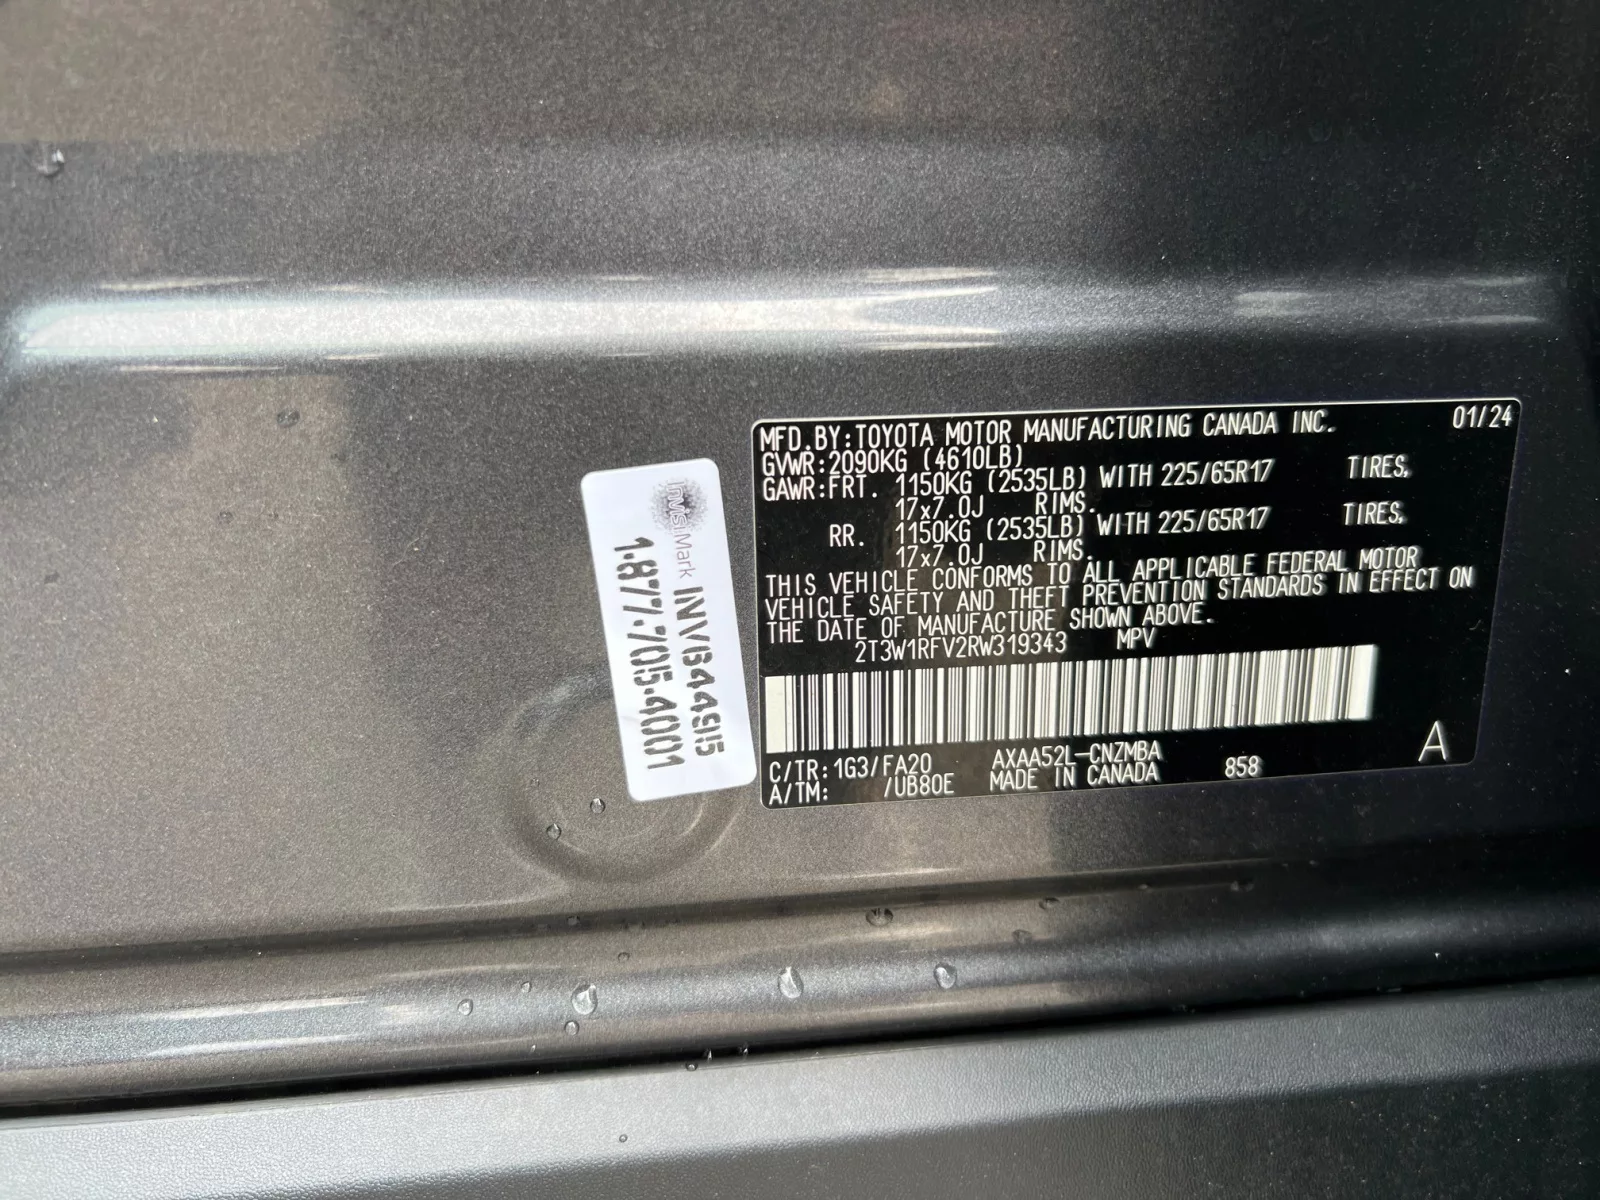 MFD.BY:TOYOTA MOTOR MANUFACTURING CANADA INC. 01/24
GVWR:2090KG (4610LB)
GAWR:FRT. 1150KG (2535LB) WITH 225/65R17 TIRES,
17x7.0J RIMS.
RR. 1150KG (2535LB) WITH 225/65R17 TIRES,
17x7.0J RIMS.
THIS VEHICLE CONFORMS TO ALL APPLICABLE FEDERAL MOTOR
VEHICLE SAFETY AND THEFT PREVENTION STANDARDS IN EFFECT ON
THE DATE OF MANUFACTURE SHOWN ABOVE.
2T3W1RFV2RW319343 MPV
C/TR:1G3/FA20 AXAA52L-CNZMBA 858 A
A/TM: /UB80E MADE IN CANADA
InvisiMark INV644915
1.877.705.4001